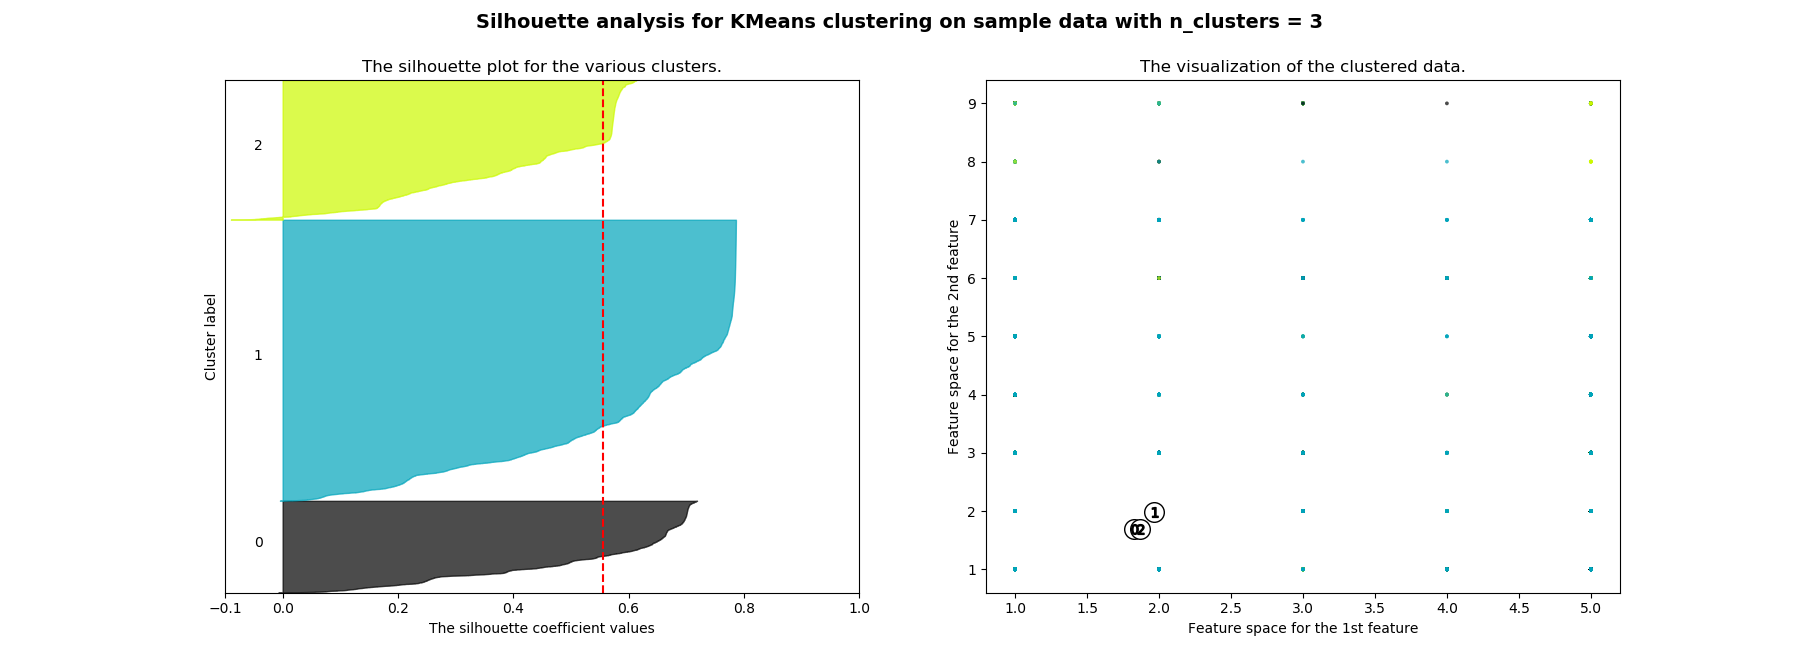 Silhouette analysis for KMeans clustering on sample data with n_clusters = 3
The silhouette plot for the various clusters.
2
1
0
Cluster label
−0.1 0.0 0.2 0.4 0.6 0.8 1.0
The silhouette coefficient values
The visualization of the clustered data.
9
8
7
6
5
4
3
2
1
Feature space for the 2nd feature
1
0 2
1.0 1.5 2.0 2.5 3.0 3.5 4.0 4.5 5.0
Feature space for the 1st feature